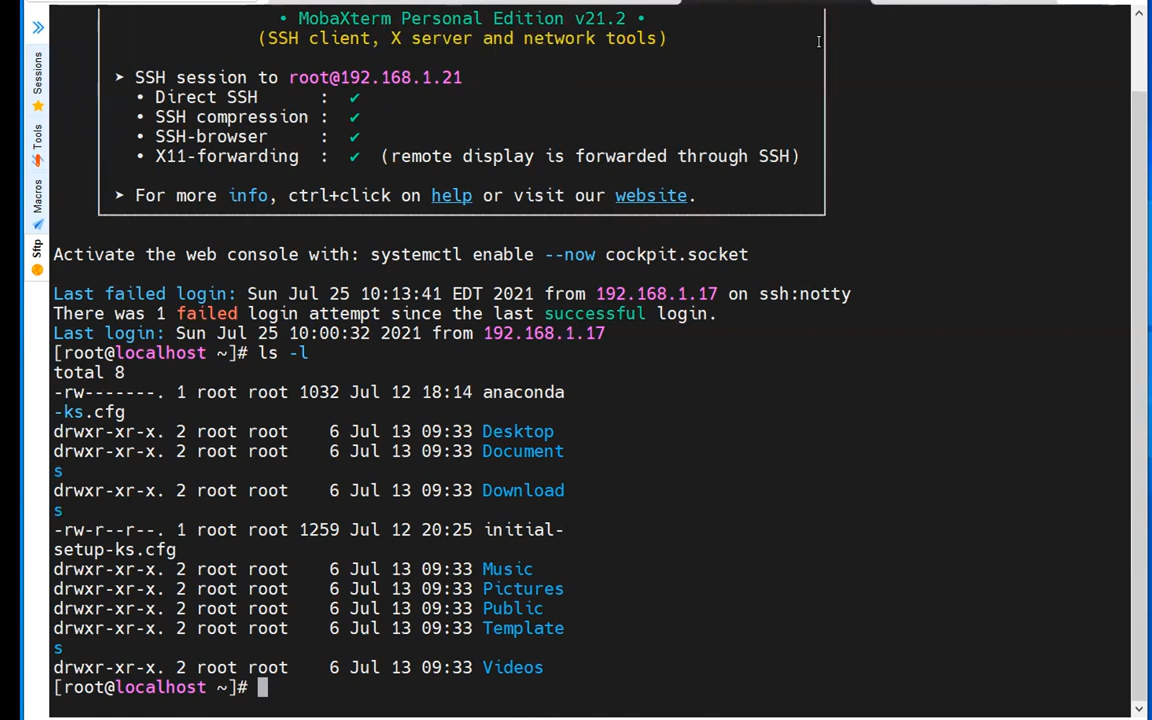 • MobaXterm Personal Edition v21.2 •
(SSH client, X server and network tools)
➤ SSH session to root@192.168.1.21
• Direct SSH : ✔
• SSH compression : ✔
• SSH-browser : ✔
• X11-forwarding : ✔ (remote display is forwarded through SSH)
➤ For more info, ctrl+click on help or visit our website.
Activate the web console with: systemctl enable --now cockpit.socket
Last failed login: Sun Jul 25 10:13:41 EDT 2021 from 192.168.1.17 on ssh:notty
There was 1 failed login attempt since the last successful login.
Last login: Sun Jul 25 10:00:32 2021 from 192.168.1.17
[root@localhost ~]# ls -l
total 8
-rw-------. 1 root root 1032 Jul 12 18:14 anaconda
-ks.cfg
drwxr-xr-x. 2 root root    6 Jul 13 09:33 Desktop
drwxr-xr-x. 2 root root    6 Jul 13 09:33 Document
s
drwxr-xr-x. 2 root root    6 Jul 13 09:33 Download
s
-rw-r--r--. 1 root root 1259 Jul 12 20:25 initial-
setup-ks.cfg
drwxr-xr-x. 2 root root    6 Jul 13 09:33 Music
drwxr-xr-x. 2 root root    6 Jul 13 09:33 Pictures
drwxr-xr-x. 2 root root    6 Jul 13 09:33 Public
drwxr-xr-x. 2 root root    6 Jul 13 09:33 Template
s
drwxr-xr-x. 2 root root    6 Jul 13 09:33 Videos
[root@localhost ~]#
Sessions
Tools
Macros
Sftp